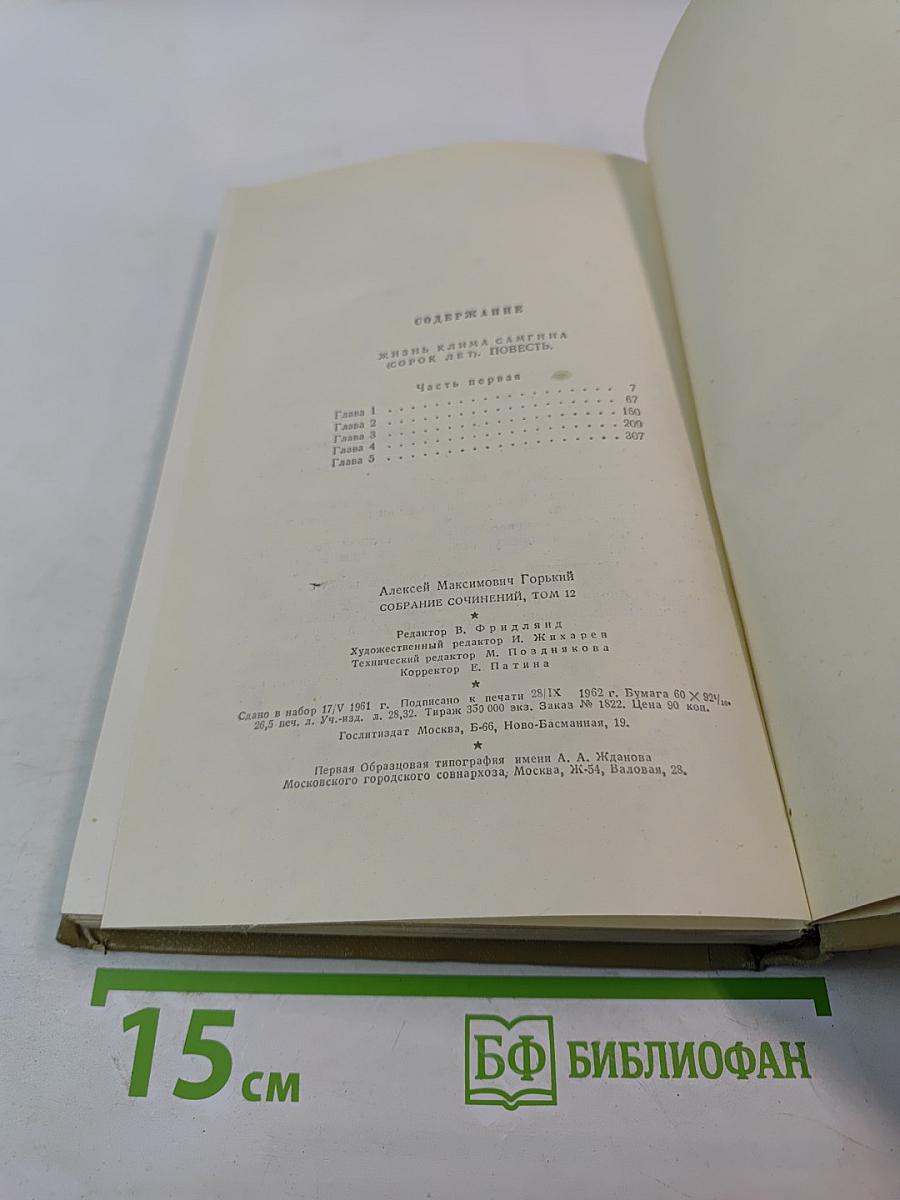 СОДЕРЖАНИЕ
ЖИЗНЬ КЛИМА САМГИНА
(СОРОК ЛЕТ). ПОВЕСТЬ.
Часть первая
Глава 1 . . . . . . . . . . . . . . . . . . 7
Глава 2 . . . . . . . . . . . . . . . . . . 67
Глава 3 . . . . . . . . . . . . . . . . . . 150
Глава 4 . . . . . . . . . . . . . . . . . . 209
Глава 5 . . . . . . . . . . . . . . . . . . 307
Алексей Максимович Горький
СОБРАНИЕ СОЧИНЕНИЙ, ТОМ 12
★
Редактор В. Фридлянд
Художественный редактор И. Жихарев
Технический редактор М. Позднякова
Корректор Е. Патина
★
Сдано в набор 17/V 1961 г. Подписано к печати 28/IX 1962 г. Бумага 60 × 92 1/16.
26,5 печ. л. Уч.-изд. л. 28,32. Тираж 350 000 экз. Заказ № 1822. Цена 90 коп.
Гослитиздат Москва, Б-66, Ново-Басманная, 19.
★
Первая Образцовая типография имени А. А. Жданова
Московского городского совнархоза, Москва, Ж-54, Валовая, 28.
15 см
БФ БИБЛИОФАН